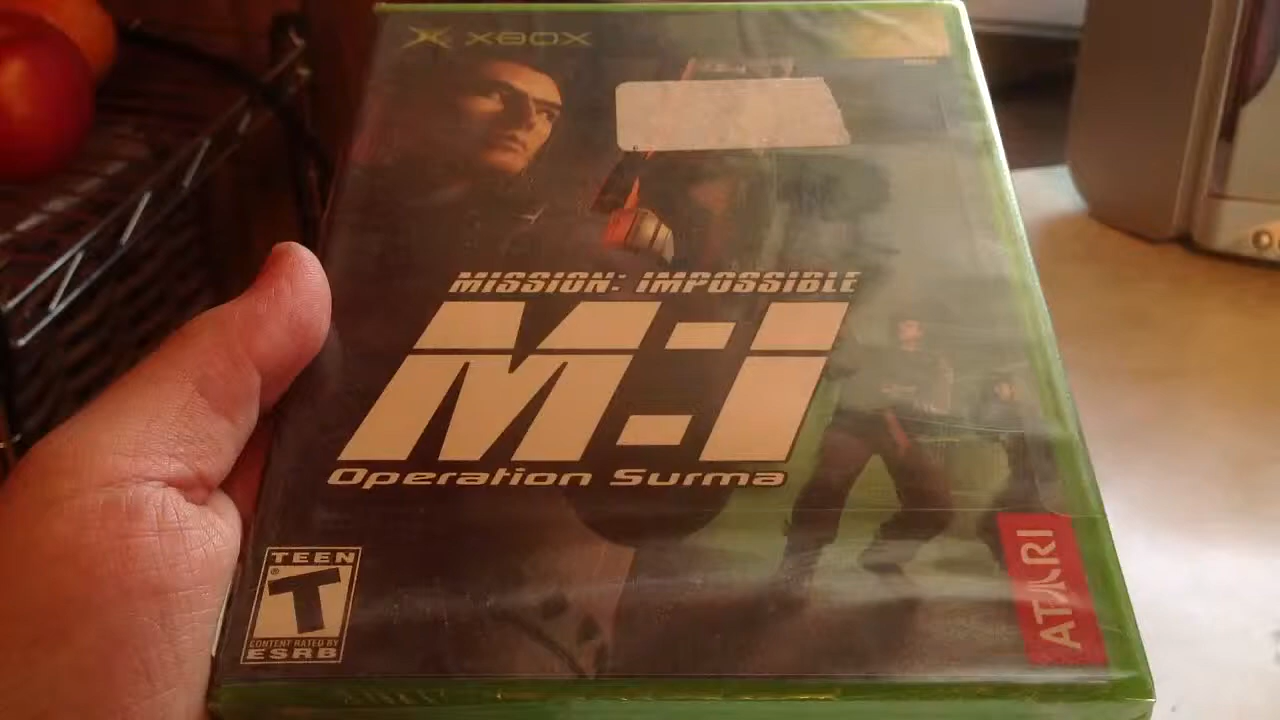 XBOX
MISSION: IMPOSSIBLE
M:I
Operation Surma
TEEN
T
CONTENT RATED BY
ESRB
ATARI